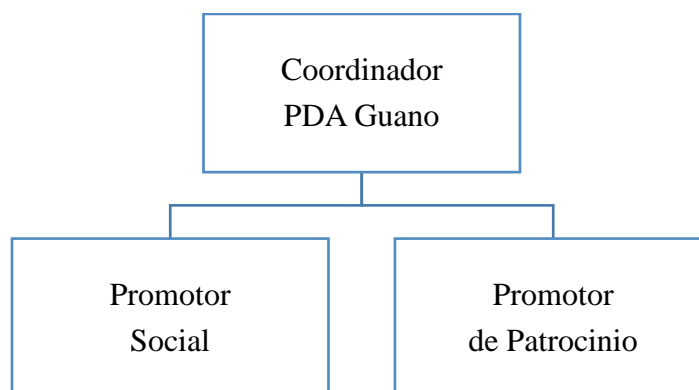 Coordinador
PDA Guano
Promotor
Social
Promotor
de Patrocinio